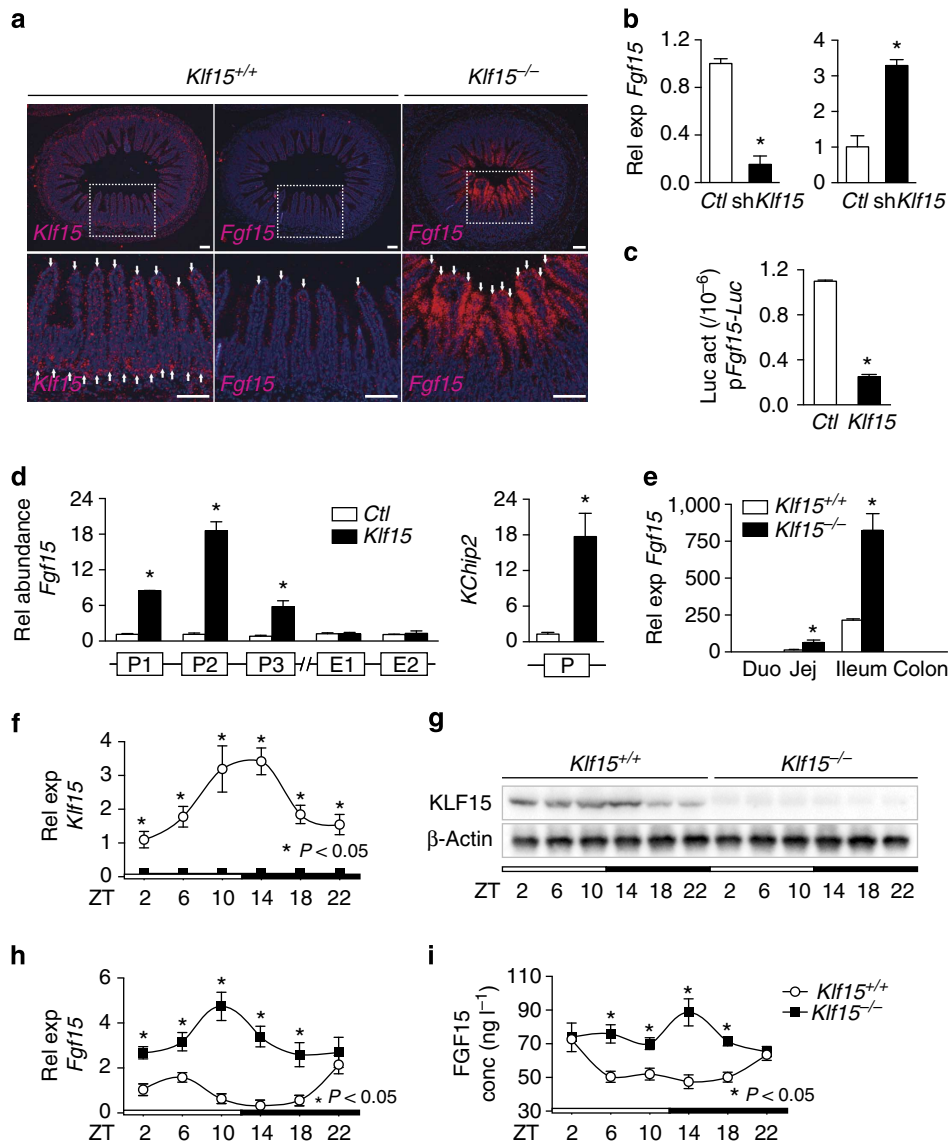 a
Klf15+/+
Klf15−/−
Klf15
Fgf15
Fgf15
Klf15
Fgf15
Fgf15
b
Rel exp Fgf15
1.2
0.8
0.4
0.0
*
Ctl shKlf15
4
3
2
1
0
*
Ctl shKlf15
c
Luc act (/10−6)
pFgf15-Luc
1.2
0.9
0.6
0.3
0.0
*
Ctl Klf15
d
Rel abundance
Fgf15
24
18
12
6
0
*
*
*
Ctl
Klf15
P1
P2
P3
//
E1
E2
KChip2
24
18
12
6
0
*
P
e
Rel exp Fgf15
1,000
750
500
250
0
Klf15+/+
Klf15−/−
*
*
Duo Jej Ileum Colon
f
Rel exp
Klf15
4
3
2
1
0
* * * * * *
* P < 0.05
ZT 2 6 10 14 18 22
g
Klf15+/+
Klf15−/−
KLF15
β-Actin
ZT 2 6 10 14 18 22 2 6 10 14 18 22
h
Rel exp
Fgf15
6
4
2
0
* * * * *
* P < 0.05
ZT 2 6 10 14 18 22
i
FGF15
conc (ng l−1)
110
90
70
50
30
* * * *
Klf15+/+
Klf15−/−
* P < 0.05
ZT 2 6 10 14 18 22